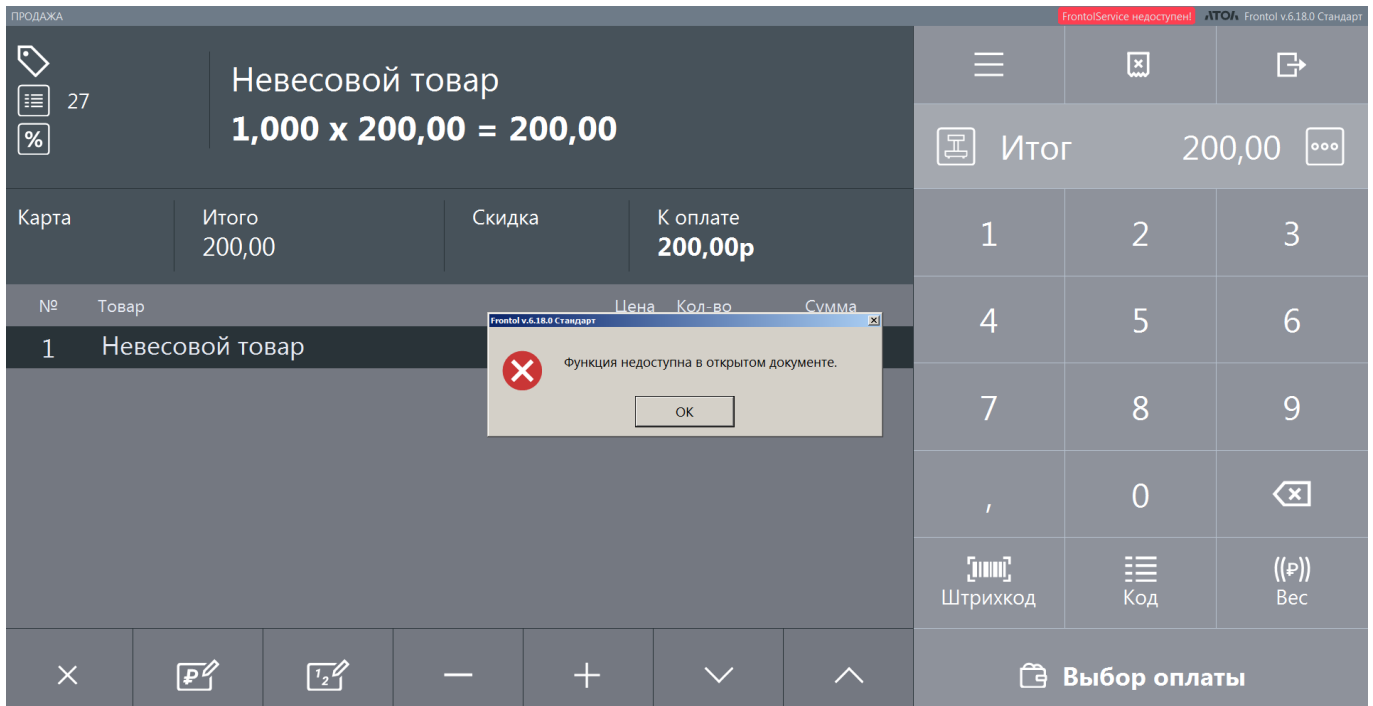 ПРОДАЖА
FrontolService недоступен! АТОЛ Frontol v.6.18.0 Стандарт
27
Невесовой товар
1,000 x 200,00 = 200,00
%
Итог 200,00
Карта Итого Скидка К оплате
200,00 200,00р
№ Товар Цена Кол-во Сумма
1 Невесовой товар
Frontol v.6.18.0 Стандарт
Функция недоступна в открытом документе.
OK
1 2 3
4 5 6
7 8 9
, 0
Штрихкод Код ((₽)) Вес
₽ 1 2
Выбор оплаты